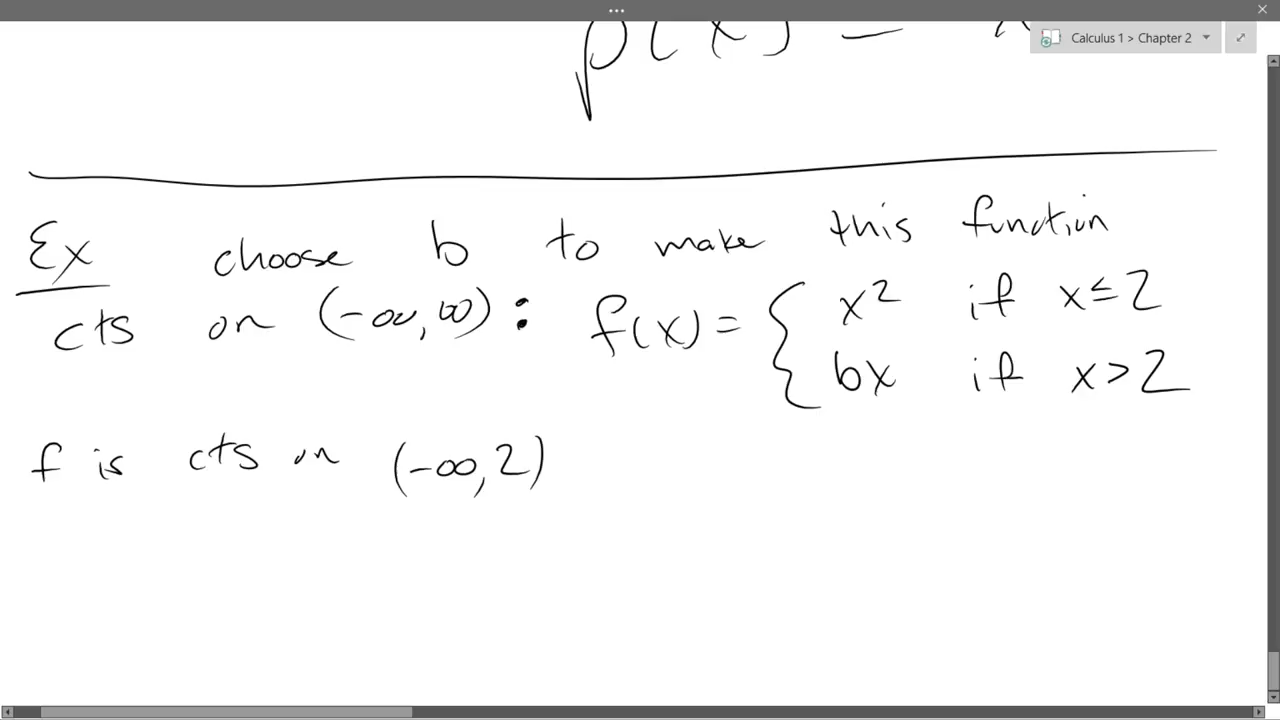 Calculus 1 > Chapter 2
p(x) =
Ex choose b to make this function
cts on (-∞,∞): f(x) = { x² if x≤2
bx if x>2
f is cts on (-∞,2)